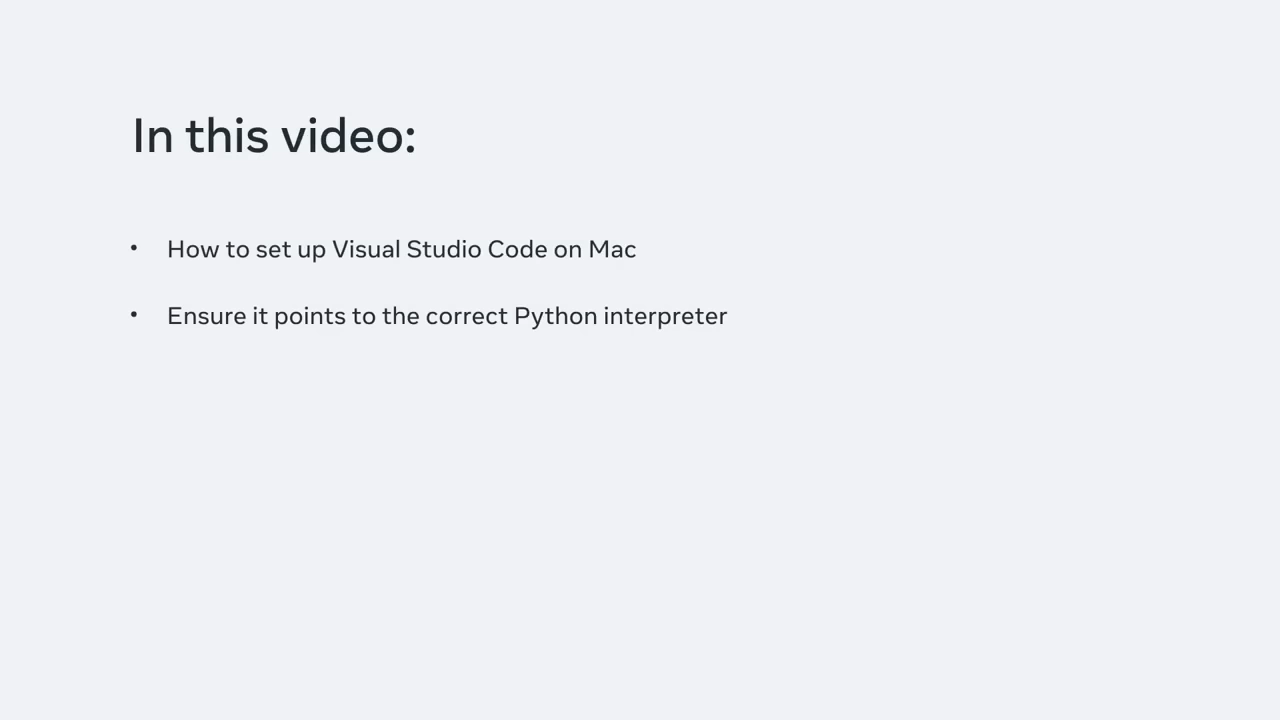 In this video:
• How to set up Visual Studio Code on Mac
• Ensure it points to the correct Python interpreter